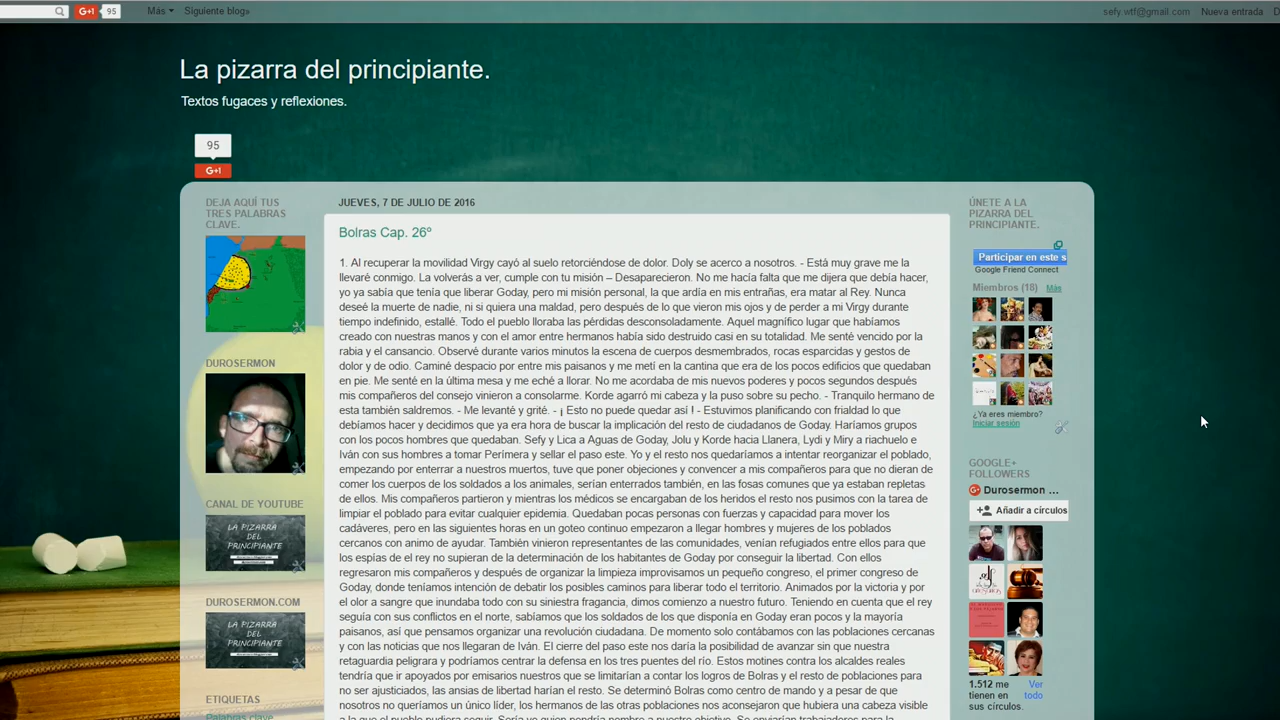 G+1 95 Más Siguiente blog» sefy.wtf@gmail.com Nueva entrada D
La pizarra del principiante.
Textos fugaces y reflexiones.
95
G+1
DEJA AQUÍ TUS
TRES PALABRAS
CLAVE.
DUROSERMON
CANAL DE YOUTUBE
LA PIZARRA
DEL
PRINCIPIANTE
DUROSERMON.COM
LA PIZARRA
DEL
PRINCIPIANTE
ETIQUETAS
Palabras clave
JUEVES, 7 DE JULIO DE 2016
Bolras Cap. 26º
1. Al recuperar la movilidad Virgy cayó al suelo retorciéndose de dolor. Doly se acerco a nosotros. - Está muy grave me la
llevaré conmigo. La volverás a ver, cumple con tu misión – Desaparecieron. No me hacía falta que me dijera que debía hacer,
yo ya sabía que tenía que liberar Goday, pero mi misión personal, la que ardía en mis entrañas, era matar al Rey. Nunca
deseé la muerte de nadie, ni si quiera una maldad, pero después de lo que vieron mis ojos y de perder a mi Virgy durante
tiempo indefinido, estallé. Todo el pueblo lloraba las pérdidas desconsoladamente. Aquel magnífico lugar que habíamos
creado con nuestras manos y con el amor entre hermanos había sido destruido casi en su totalidad. Me senté vencido por la
rabia y el cansancio. Observé durante varios minutos la escena de cuerpos desmembrados, rocas esparcidas y gestos de
dolor y de odio. Caminé despacio por entre mis paisanos y me metí en la cantina que era de los pocos edificios que quedaban
en pie. Me senté en la última mesa y me eché a llorar. No me acordaba de mis nuevos poderes y pocos segundos después
mis compañeros del consejo vinieron a consolarme. Korde agarró mi cabeza y la puso sobre su pecho. - Tranquilo hermano de
esta también saldremos. - Me levanté y grité. - ¡ Esto no puede quedar así ! - Estuvimos planificando con frialdad lo que
debíamos hacer y decidimos que ya era hora de buscar la implicación del resto de ciudadanos de Goday. Haríamos grupos
con los pocos hombres que quedaban. Sefy y Lica a Aguas de Goday, Jolu y Korde hacia Llanera, Lydi y Miry a riachuelo e
Iván con sus hombres a tomar Perímera y sellar el paso este. Yo y el resto nos quedaríamos a intentar reorganizar el poblado,
empezando por enterrar a nuestros muertos, tuve que poner objeciones y convencer a mis compañeros para que no dieran de
comer los cuerpos de los soldados a los animales, serían enterrados también, en las fosas comunes que ya estaban repletas
de ellos. Mis compañeros partieron y mientras los médicos se encargaban de los heridos el resto nos pusimos con la tarea de
limpiar el poblado para evitar cualquier epidemia. Quedaban pocas personas con fuerzas y capacidad para mover los
cadáveres, pero en las siguientes horas en un goteo continuo empezaron a llegar hombres y mujeres de los poblados
cercanos con animo de ayudar. También vinieron representantes de las comunidades, venían refugiados entre ellos para que
los espías de el rey no supieran de la determinación de los habitantes de Goday por conseguir la libertad. Con ellos
regresaron mis compañeros y después de organizar la limpieza improvisamos un pequeño congreso, el primer congreso de
Goday, donde teníamos intención de debatir los posibles caminos para liberar todo el territorio. Animados por la victoria y por
el olor a sangre que inundaba todo con su siniestra fragancia, dimos comienzo a nuestro futuro. Teniendo en cuenta que el rey
seguía con sus conflictos en el norte, sabíamos que los soldados de los que disponía en Goday eran pocos y la mayoría
paisanos, así que pensamos organizar una revolución ciudadana. De momento solo contábamos con las poblaciones cercanas
y con las noticias que nos llegaran de Iván. El cierre del paso este nos daría la posibilidad de avanzar sin que nuestra
retaguardia peligrara y podríamos centrar la defensa en los tres puentes del río. Estos motines contra los alcaldes reales
tendría que ir apoyados por emisarios nuestros que se limitarían a contar los logros de Bolras y el resto de poblaciones para
no ser ajusticiados, las ansias de libertad harían el resto. Se determinó Bolras como centro de mando y a pesar de que
nosotros no queríamos un único líder, los hermanos de las otras poblaciones nos aconsejaron que hubiera una cabeza visible
a la que el pueblo pudiera seguir. Sería yo quien pondría nombre a nuestro objetivo. Se enviarían trabajadores para la
ÚNETE A LA
PIZARRA DEL
PRINCIPIANTE.
Participar en este s
Google Friend Connect
Miembros (18) Más
¿Ya eres miembro?
Iniciar sesión
GOOGLE+
FOLLOWERS
Durosermon ...
Añadir a círculos
1.512 me
tienen en
sus círculos.
Ver
todo